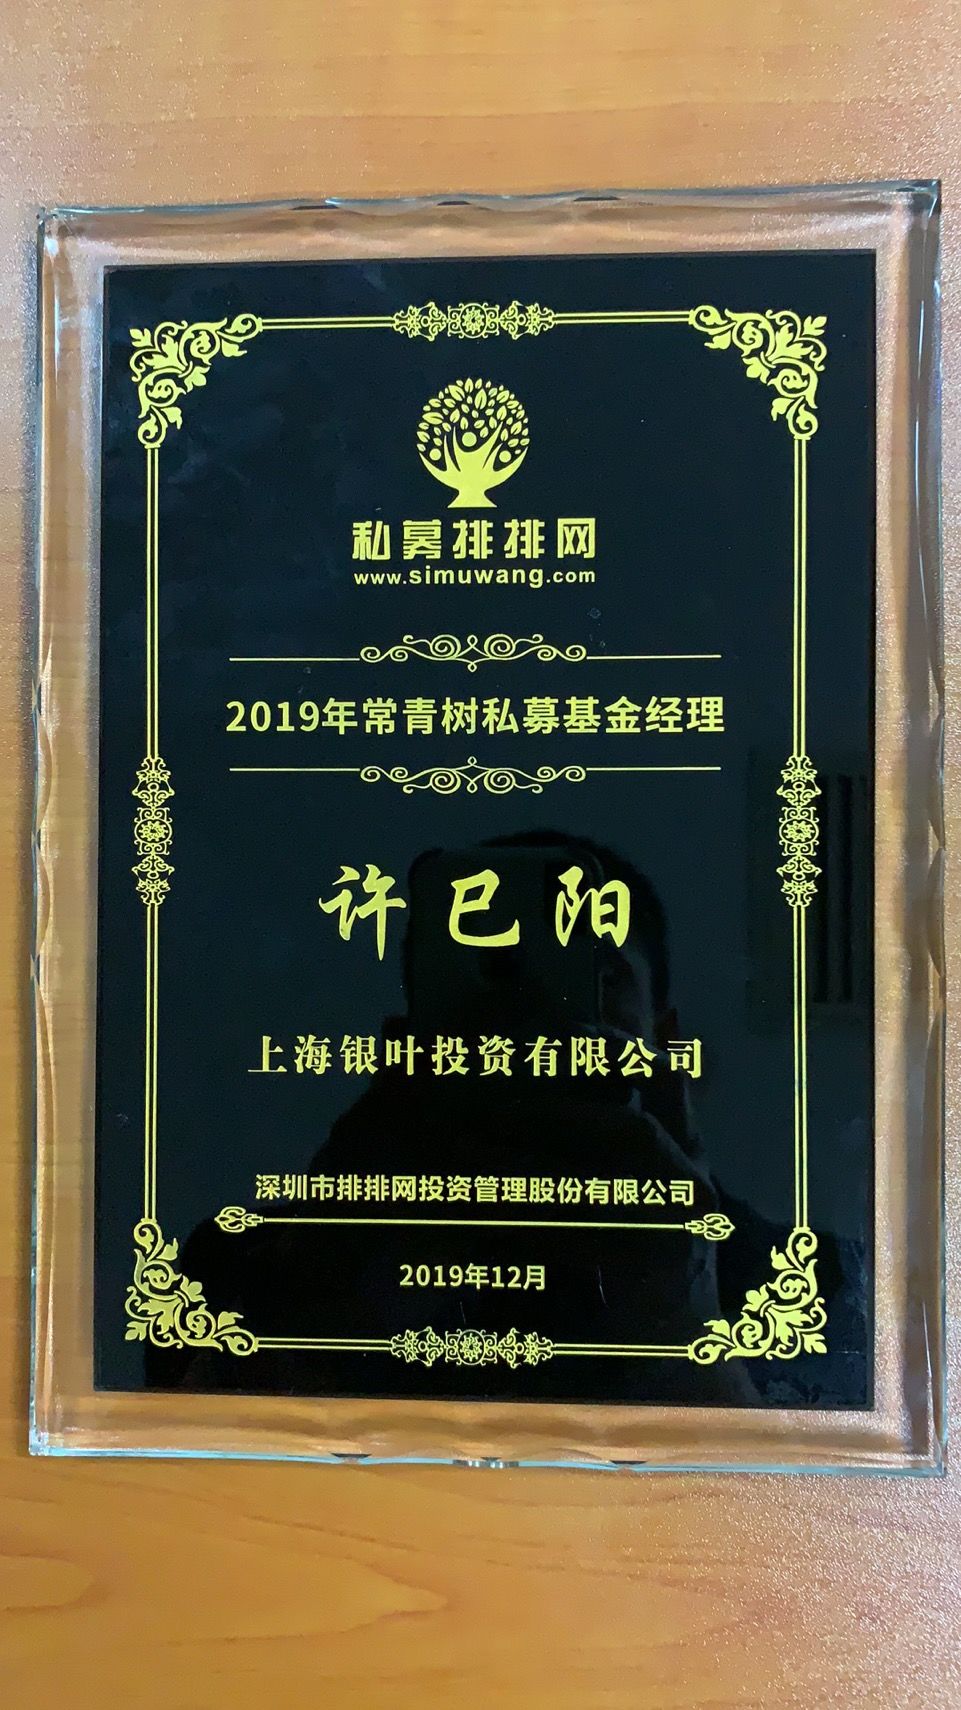 私募排排网
www.simuwang.com
2019年常青树私募基金经理
许巳阳
上海银叶投资有限公司
深圳市排排网投资管理股份有限公司
2019年12月